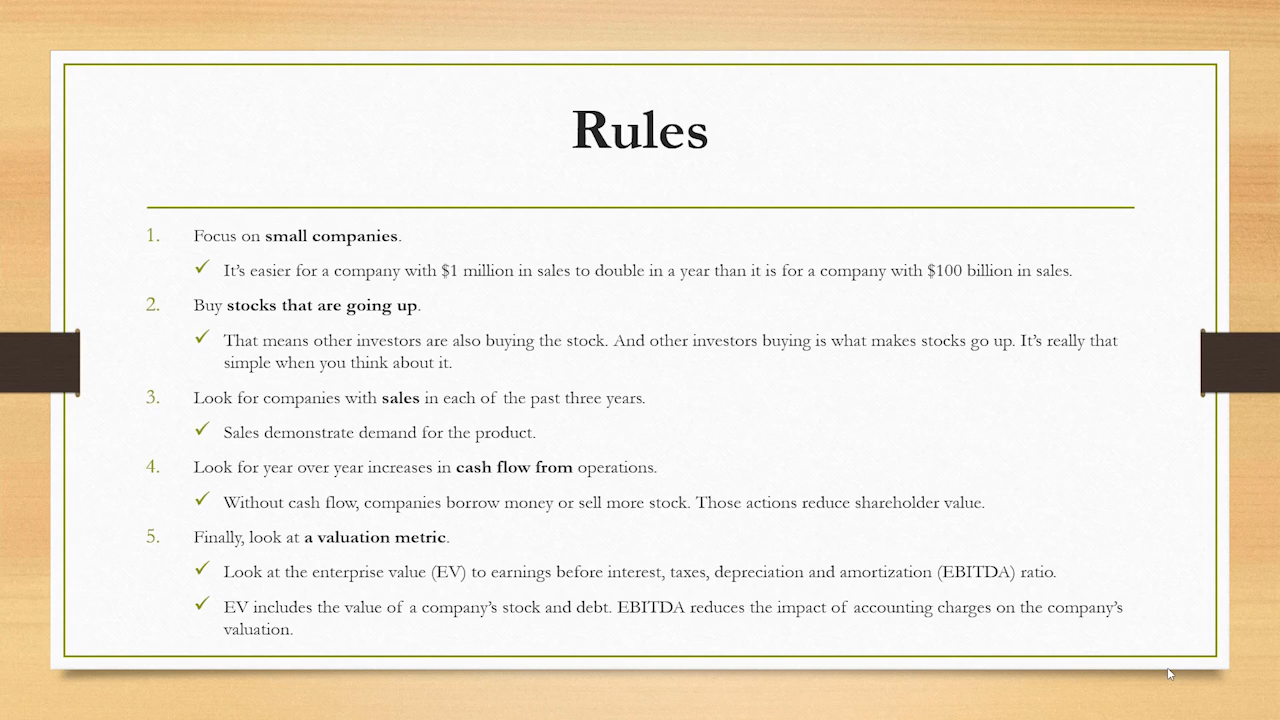 Rules
1. Focus on small companies.
✓ It’s easier for a company with $1 million in sales to double in a year than it is for a company with $100 billion in sales.
2. Buy stocks that are going up.
✓ That means other investors are also buying the stock. And other investors buying is what makes stocks go up. It’s really that
simple when you think about it.
3. Look for companies with sales in each of the past three years.
✓ Sales demonstrate demand for the product.
4. Look for year over year increases in cash flow from operations.
✓ Without cash flow, companies borrow money or sell more stock. Those actions reduce shareholder value.
5. Finally, look at a valuation metric.
✓ Look at the enterprise value (EV) to earnings before interest, taxes, depreciation and amortization (EBITDA) ratio.
✓ EV includes the value of a company’s stock and debt. EBITDA reduces the impact of accounting charges on the company’s
valuation.